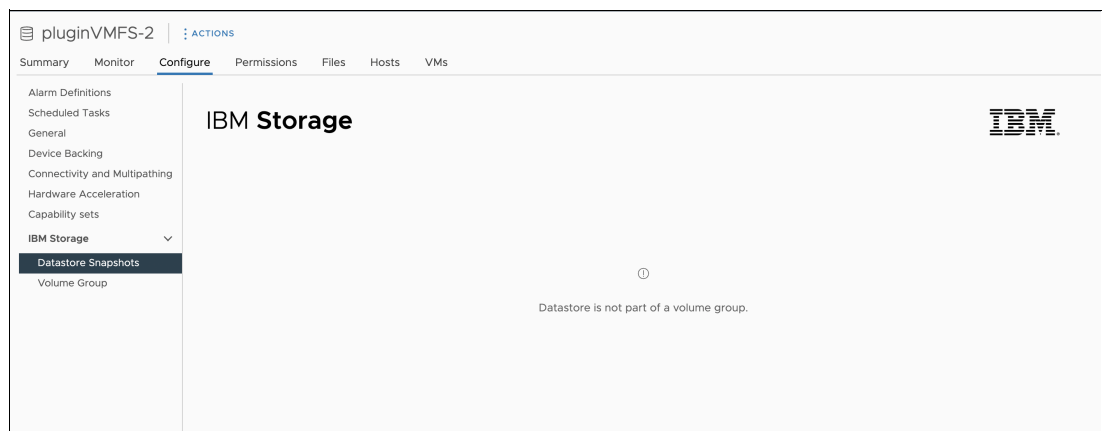 pluginVMFS-2 ACTIONS
Summary Monitor Configure Permissions Files Hosts VMs
Alarm Definitions
Scheduled Tasks
General
Device Backing
Connectivity and Multipathing
Hardware Acceleration
Capability sets
IBM Storage
Datastore Snapshots
Volume Group
IBM Storage
IBM.
Datastore is not part of a volume group.